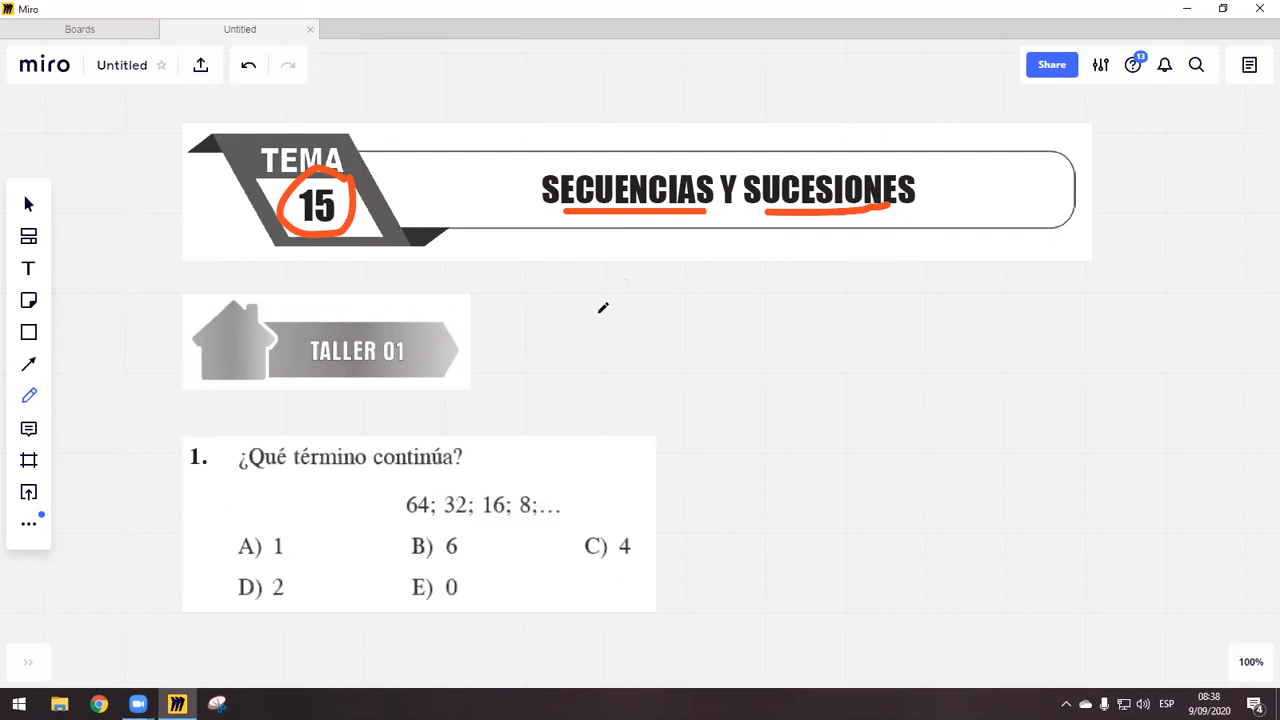 Miro
Boards
Untitled
miro
Untitled
Share
13
TEMA
15
SECUENCIAS Y SUCESIONES
TALLER 01
1. ¿Qué término continúa?
64; 32; 16; 8;...
A) 1 B) 6 C) 4
D) 2 E) 0
100%
08:38
ESP
9/09/2020
4